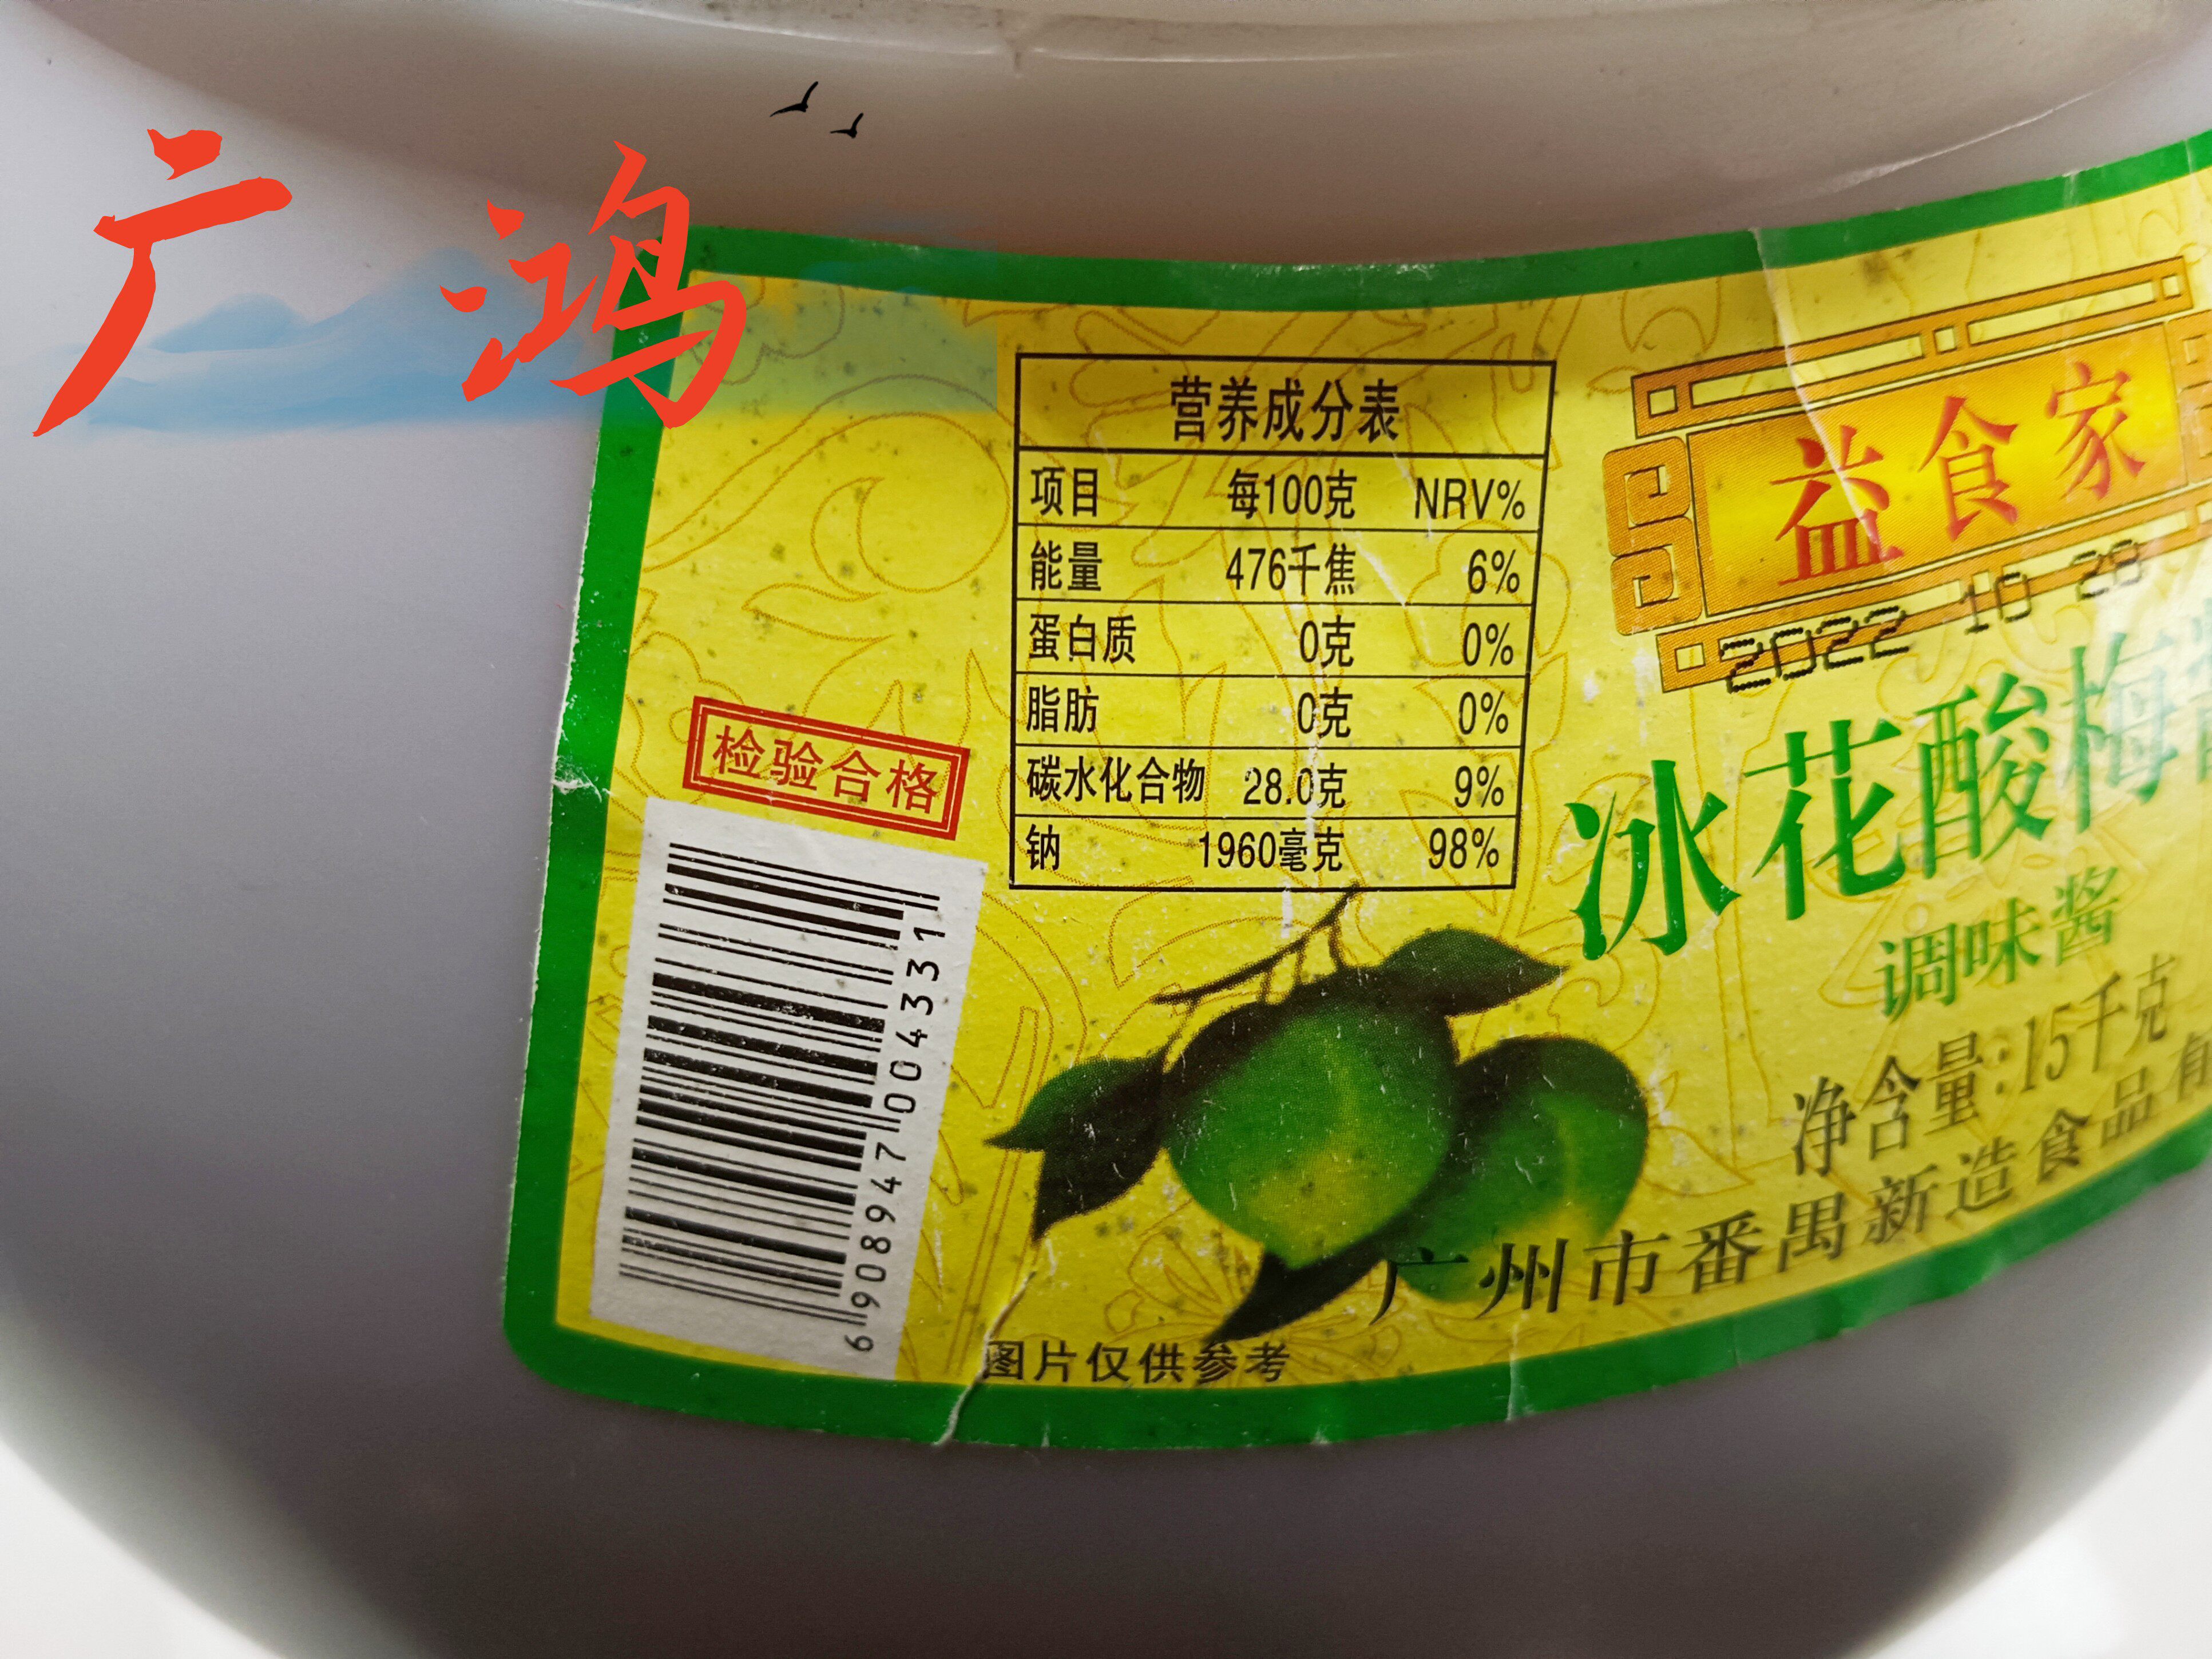 广鸿
营养成分表
项目 每100克 NRV%
能量 476千焦 6%
蛋白质 0克 0%
脂肪 0克 0%
碳水化合物 28.0克 9%
钠 1960毫克 98%
检验合格
6908947004331
图片仅供参考
益食家
2022 10 28
冰花酸梅
调味酱
净含量:15千克
广州市番禺新造食品有